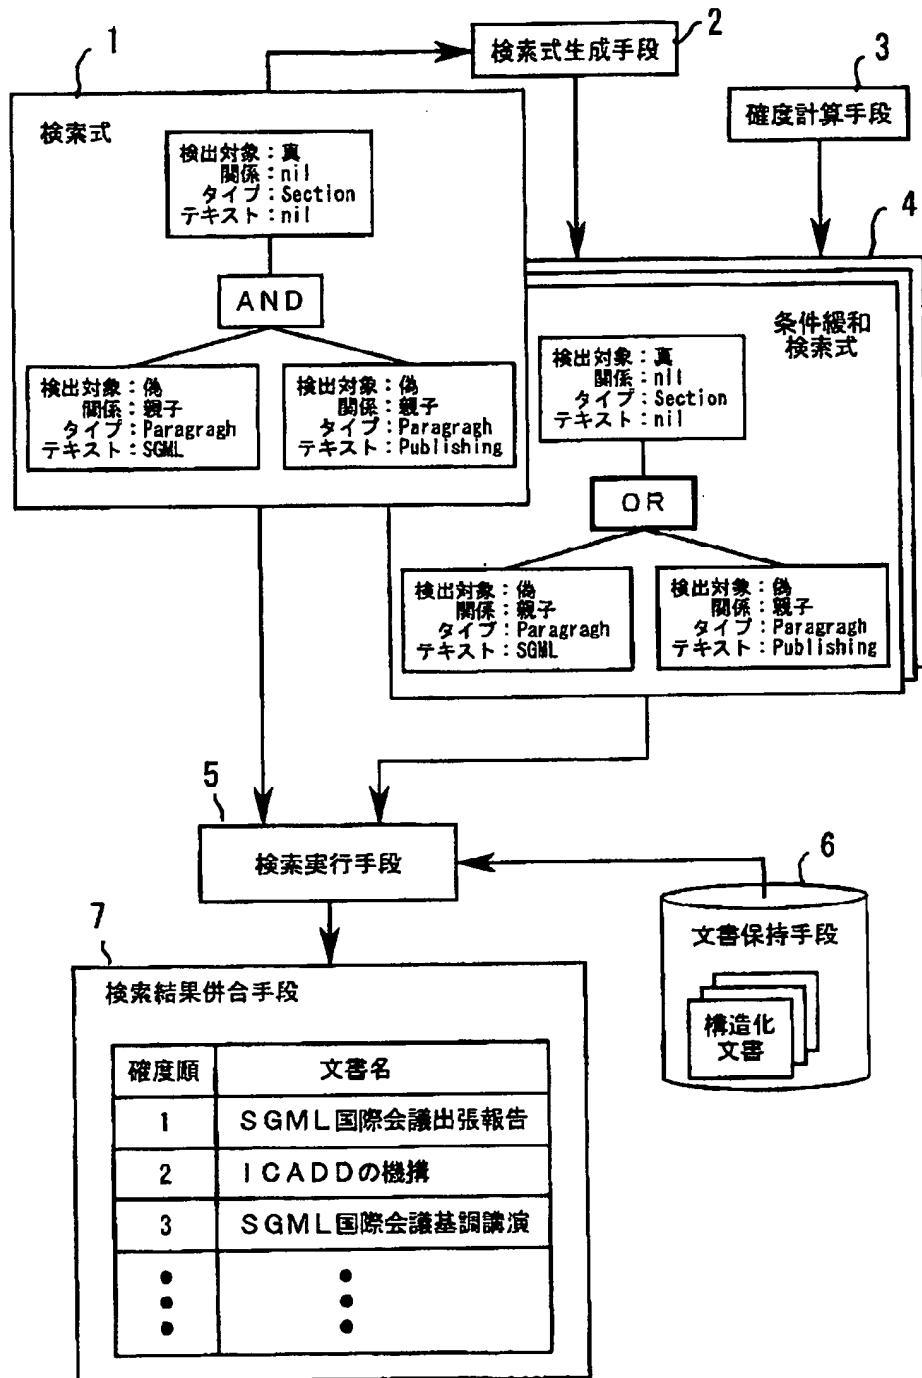 1
検索式生成手段
2
3
確度計算手段
検索式
検出対象：真
関係：nil
タイプ：Section
テキスト：nil
AND
検出対象：偽
関係：親子
タイプ：Paragragh
テキスト：SGML
検出対象：偽
関係：親子
タイプ：Paragragh
テキスト：Publishing
4
条件緩和
検索式
検出対象：真
関係：nil
タイプ：Section
テキスト：nil
OR
検出対象：偽
関係：親子
タイプ：Paragragh
テキスト：SGML
検出対象：偽
関係：親子
タイプ：Paragragh
テキスト：Publishing
5
検索実行手段
6
文書保持手段
構造化
文書
7
検索結果併合手段
確度順 文書名
1 SGML国際会議出張報告
2 ICADDの機構
3 SGML国際会議基調講演